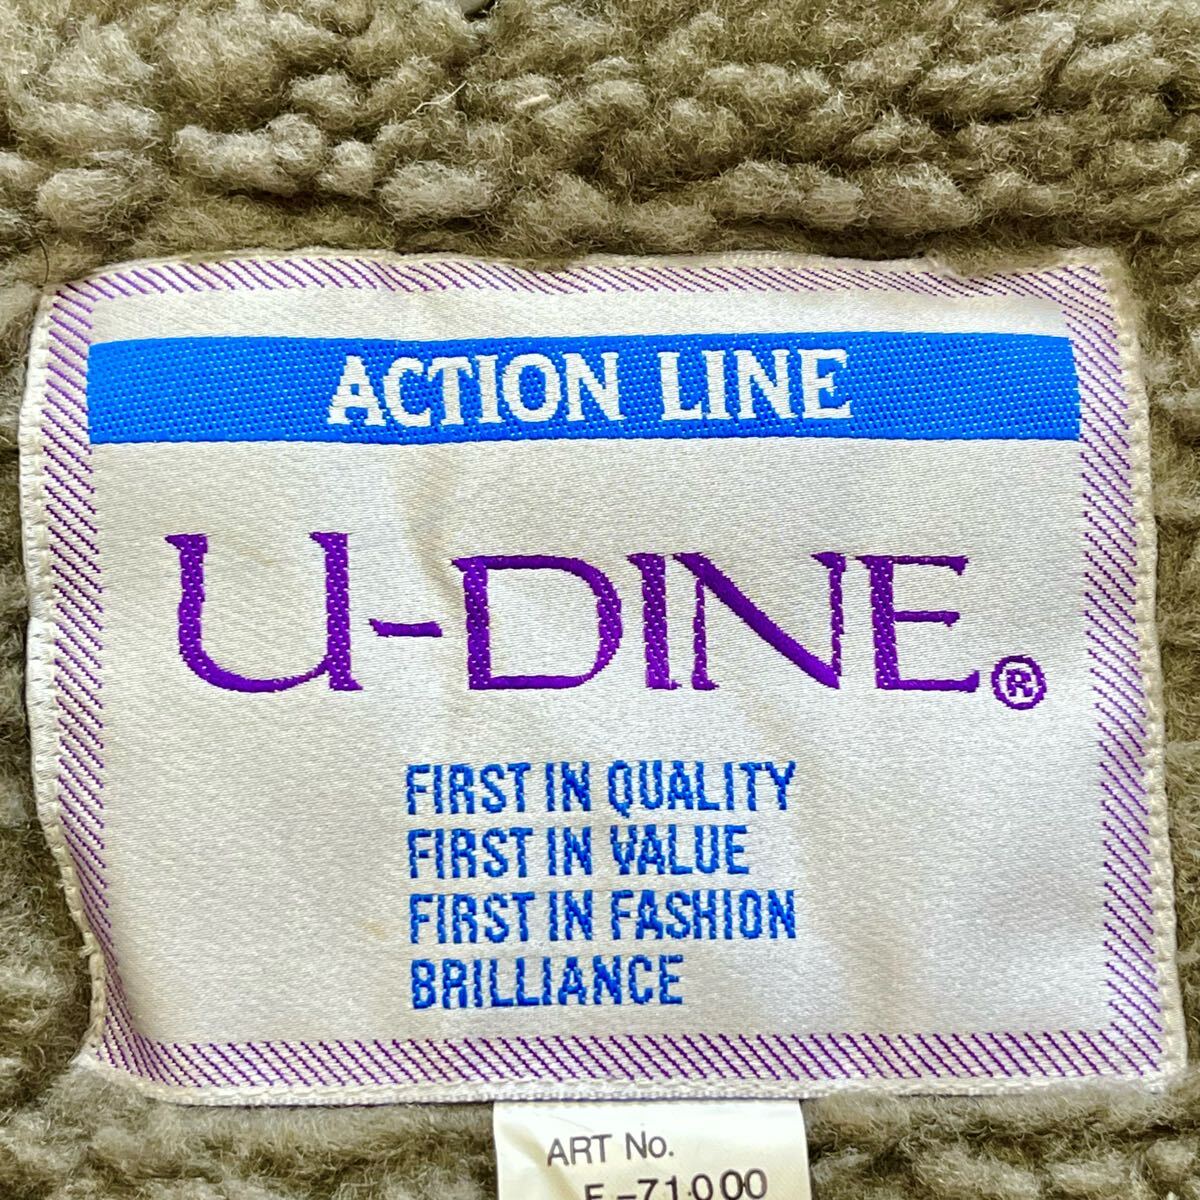 ACTION LINE
U-DINE®
FIRST IN QUALITY
FIRST IN VALUE
FIRST IN FASHION
BRILLIANCE
ART No.